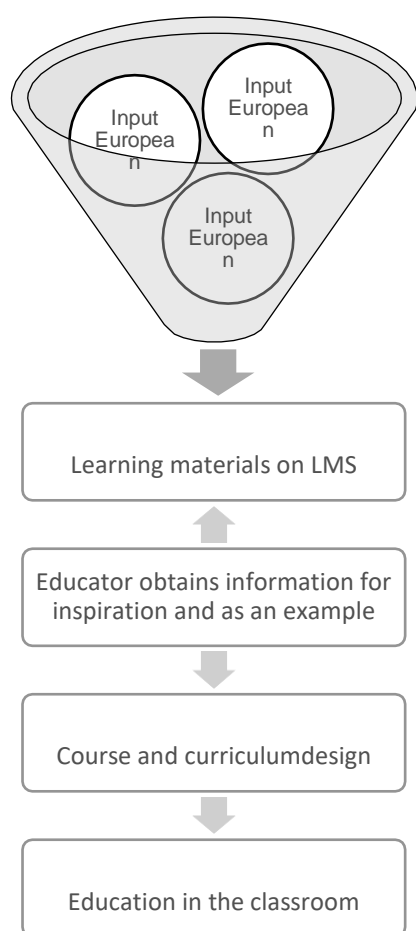 Input
Europea
n
Input
Europea
n
Input
Europea
n
Learning materials on LMS
Educator obtains information for
inspiration and as an example
Course and curriculumdesign
Education in the classroom